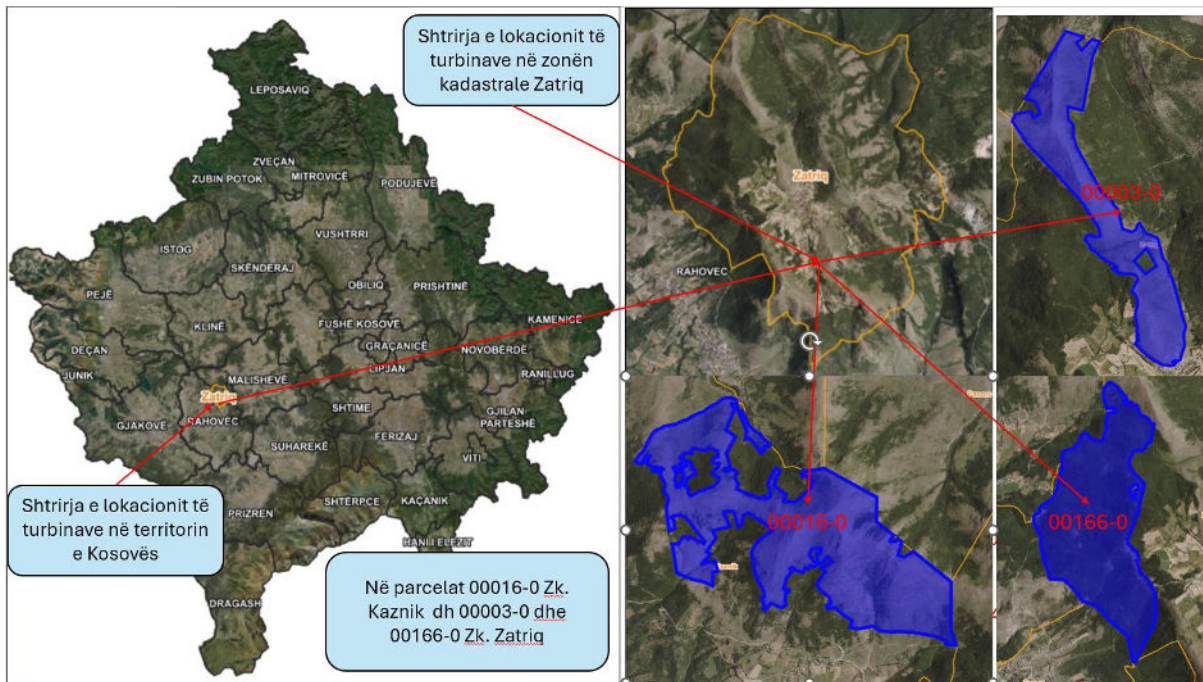 Shtrirja e lokacionit të
turbinave në zonën
kadastrale Zatriq
LEPOSAVIQ
ZVEÇAN
ZUBIN POTOK
MITROVICË
PODUJEVË
VUSHTRRI
ISTOG
SKËNDERAJ
PEJË
OBILIQ
PRISHTINË
KLINË
FUSHË KOSOVË
KAMENICË
GRAÇANICË
DEÇAN
NOVOBËRDË
JUNIK
LIPJAN
RANILLUG
MALISHEVË
Zatriq
SHTIME
GJILAN
GJAKOVË
RAHOVEC
PARTESHË
FERIZAJ
SUHAREKË
VITI
SHTËRPCE
KAÇANIK
PRIZREN
HANI I ELEZIT
DRAGASH
Shtrirja e lokacionit të
turbinave në territorin
e Kosovës
Në parcelat 00016-0 Zk.
Kaznik dh 00003-0 dhe
00166-0 Zk. Zatriq
Zatriq
RAHOVEC
00003-0
00016-0
00166-0